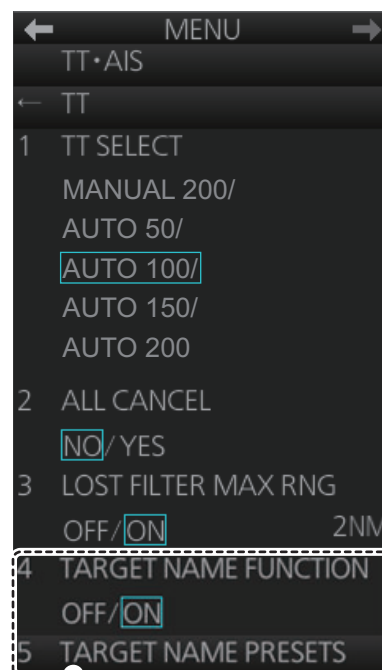 MENU
TT•AIS
← TT
1 TT SELECT
MANUAL 200/
AUTO 50/
AUTO 100/
AUTO 150/
AUTO 200
2 ALL CANCEL
NO/YES
3 LOST FILTER MAX RNG
OFF/ON 2NM
4 TARGET NAME FUNCTION
OFF/ON
5 TARGET NAME PRESETS